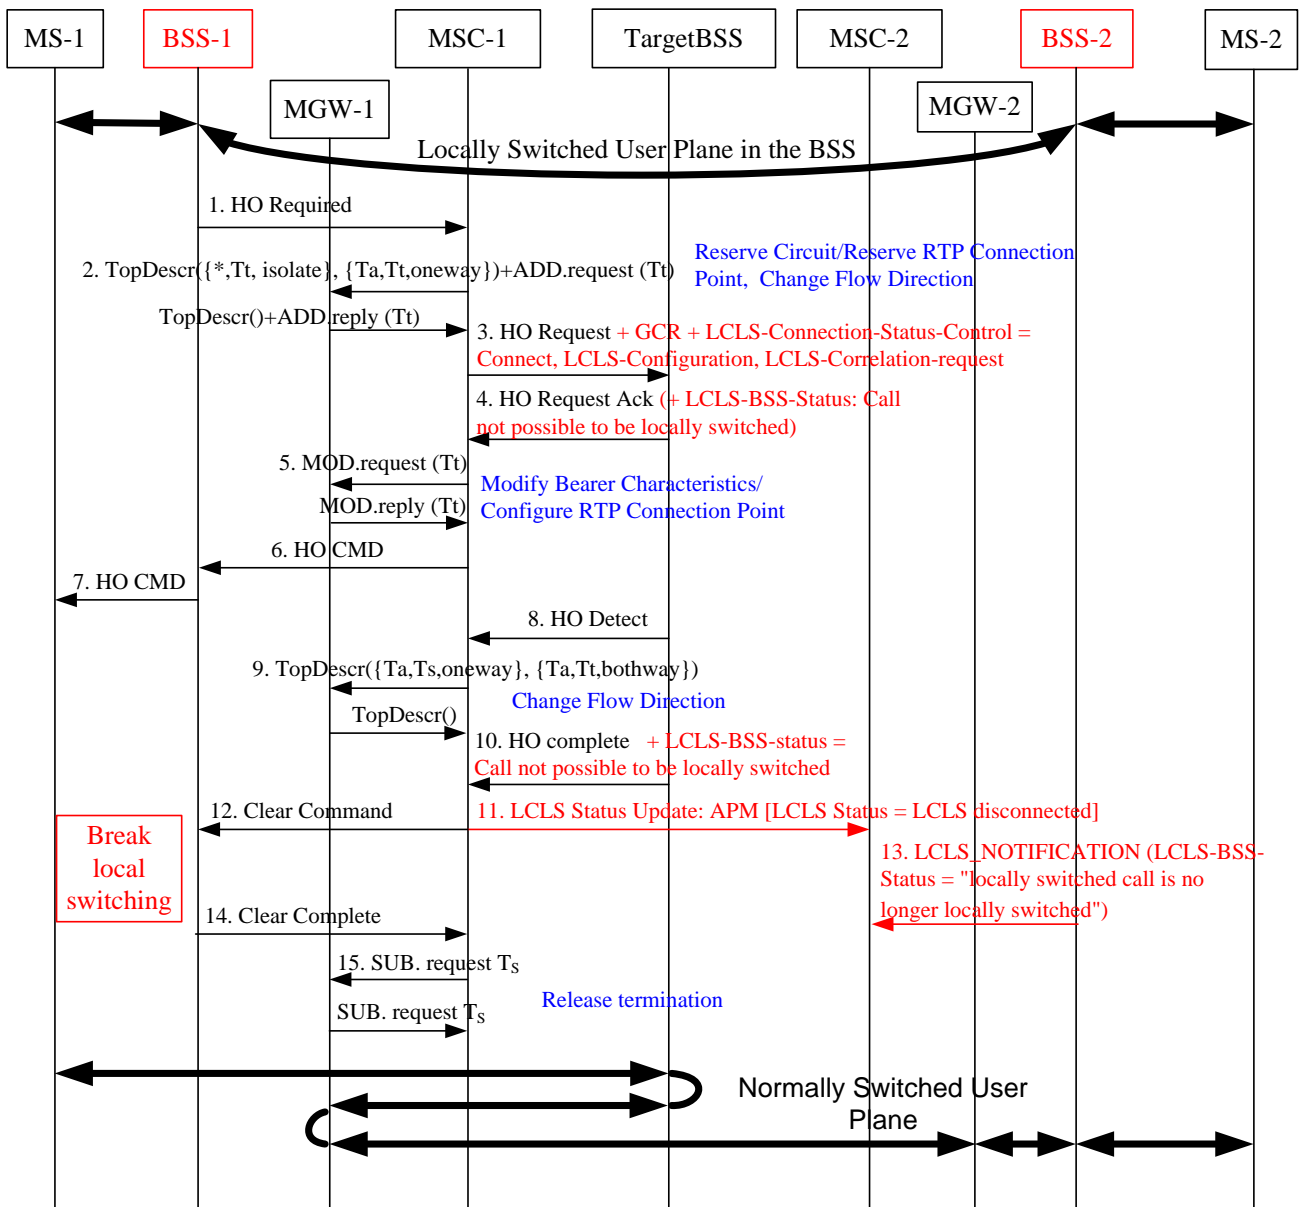 MS-1
BSS-1
MSC-1
TargetBSS
MSC-2
BSS-2
MS-2
MGW-1
MGW-2
Locally Switched User Plane in the BSS
1. HO Required
2. TopDescr({*,Tt, isolate}, {Ta,Tt,oneway})+ADD.request (Tt)
Reserve Circuit/Reserve RTP Connection
Point,  Change Flow Direction
TopDescr()+ADD.reply (Tt)
3. HO Request + GCR + LCLS-Connection-Status-Control =
Connect, LCLS-Configuration, LCLS-Correlation-request
4. HO Request Ack (+ LCLS-BSS-Status: Call
not possible to be locally switched)
5. MOD.request (Tt)
MOD.reply (Tt)
Modify Bearer Characteristics/
Configure RTP Connection Point
6. HO CMD
7. HO CMD
8. HO Detect
9. TopDescr({Ta,Ts,oneway}, {Ta,Tt,bothway})
Change Flow Direction
TopDescr()
10. HO complete   + LCLS-BSS-status =
Call not possible to be locally switched
12. Clear Command
11. LCLS Status Update: APM [LCLS Status = LCLS disconnected]
Break
local
switching
13. LCLS_NOTIFICATION (LCLS-BSS-
Status = "locally switched call is no
longer locally switched")
14. Clear Complete
15. SUB. request TS
Release termination
SUB. request TS
Normally Switched User
Plane